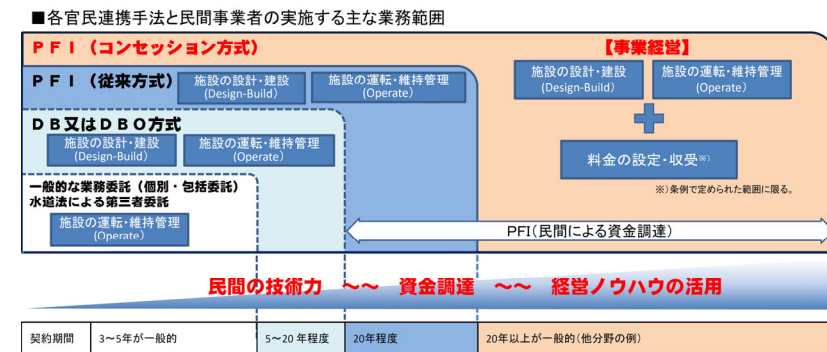 ■各官民連携手法と民間事業者の実施する主な業務範囲
PFI（コンセッション方式）
【事業経営】
PFI（従来方式）
施設の設計・建設
(Design-Build)
施設の運転・維持管理
(Operate)
施設の設計・建設
(Design-Build)
施設の運転・維持管理
(Operate)
DB又はDBO方式
施設の設計・建設
(Design-Build)
施設の運転・維持管理
(Operate)
料金の設定・収受※）
※）条例で定められた範囲に限る。
一般的な業務委託（個別・包括委託）
水道法による第三者委託
施設の運転・維持管理
(Operate)
PFI（民間による資金調達）
民間の技術力 ～～ 資金調達 ～～ 経営ノウハウの活用
契約期間 3～5年が一般的 5～20年程度 20年程度 20年以上が一般的（他分野の例）